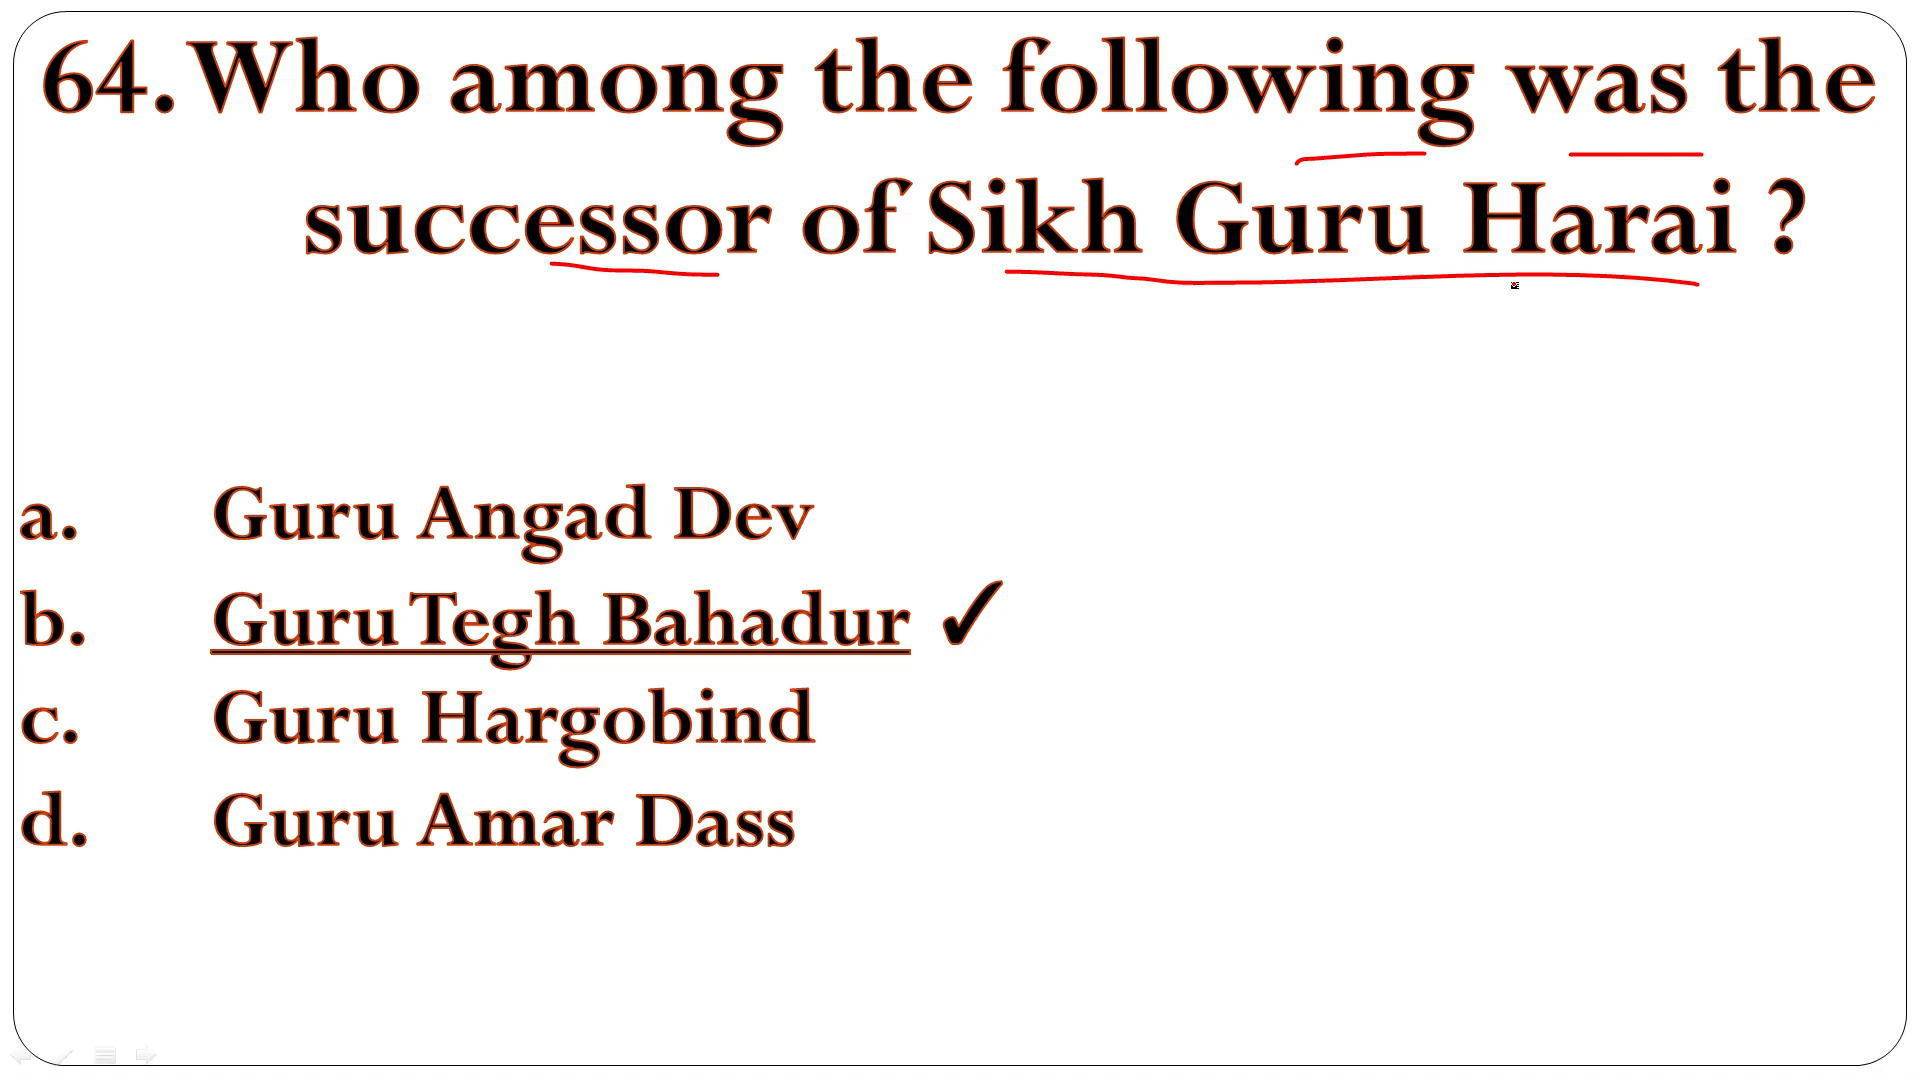 64. Who among the following was the
successor of Sikh Guru Harai ?
a. Guru Angad Dev
b. Guru Tegh Bahadur ✓
c. Guru Hargobind
d. Guru Amar Dass